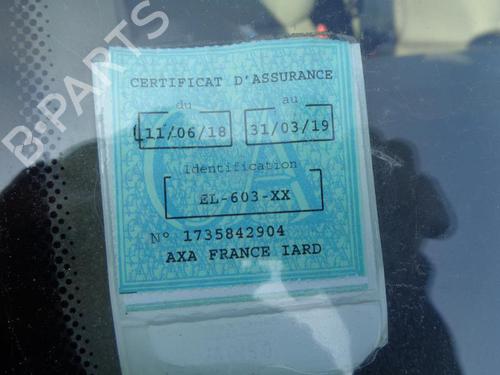 B-PARTS
CERTIFICAT D'ASSURANCE
du au
11/06/18 31/03/19
Identification
EL-603-XX
N° 1735842904
AXA FRANCE IARD